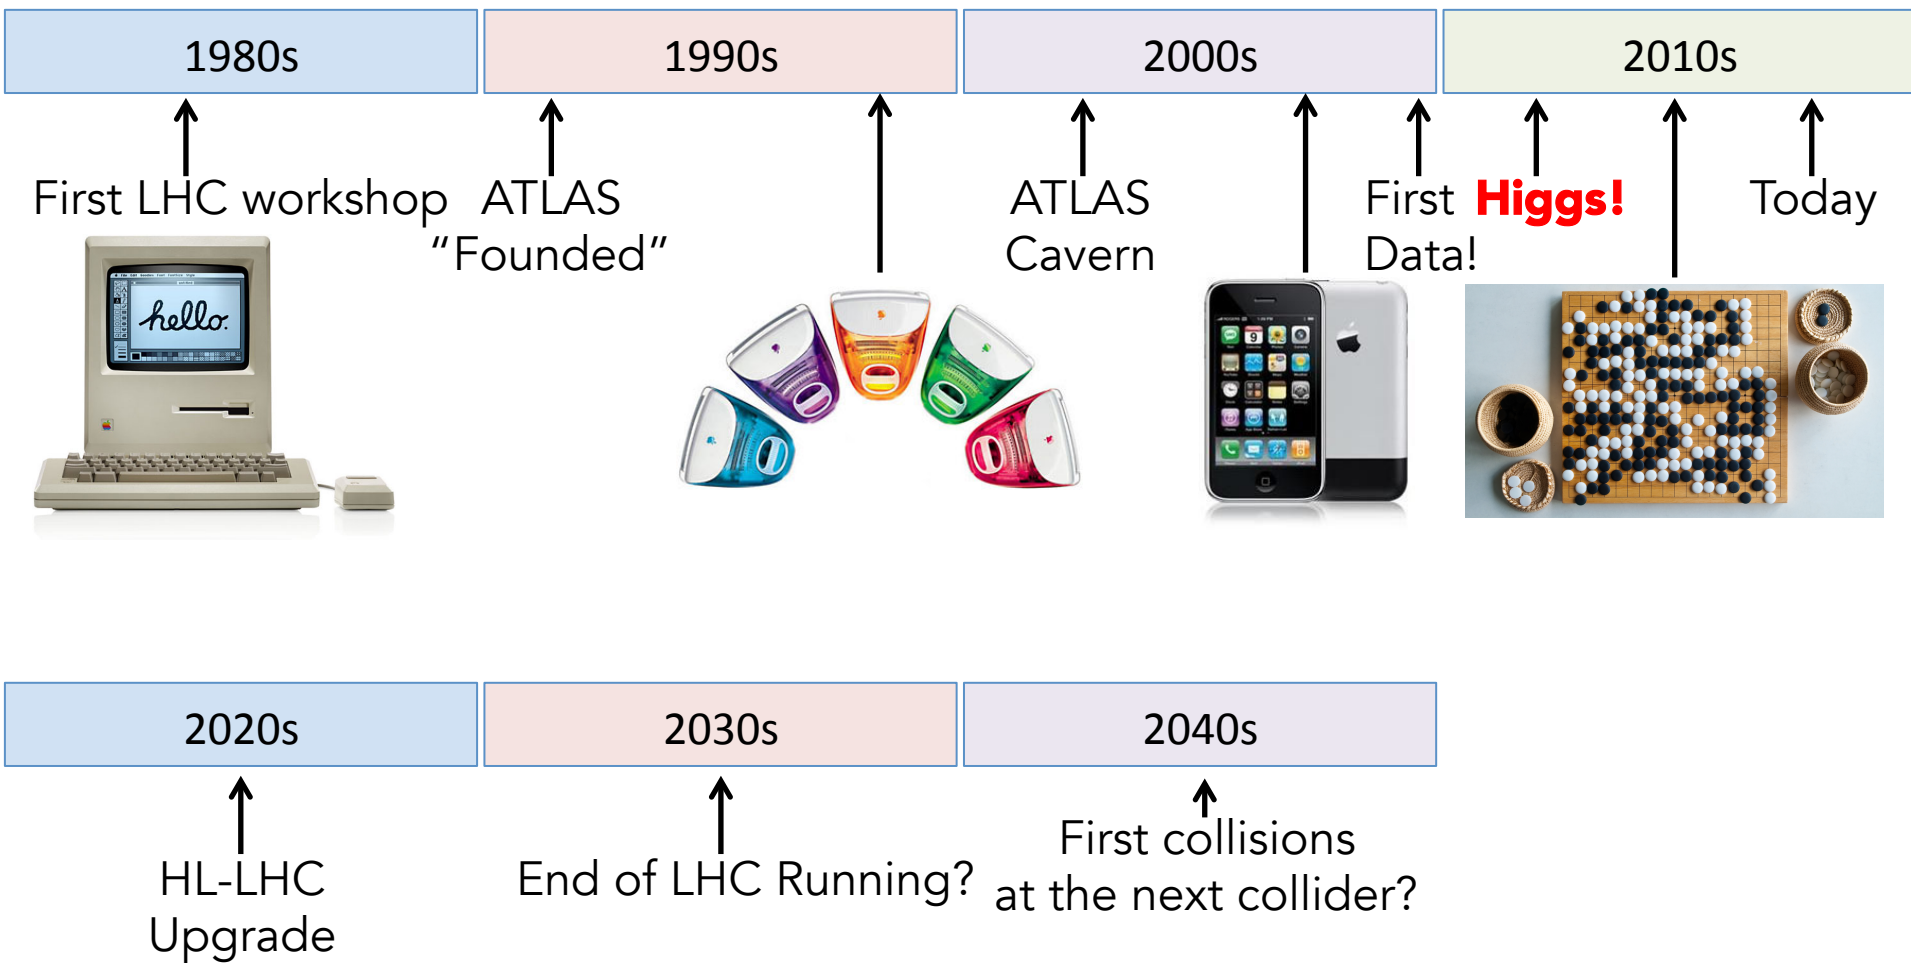 1980s
1990s
2000s
2010s
First LHC workshop
ATLAS
"Founded"
ATLAS
Cavern
First
Data!
Higgs!
Today
hello.
2020s
2030s
2040s
HL-LHC
Upgrade
End of LHC Running?
First collisions
at the next collider?